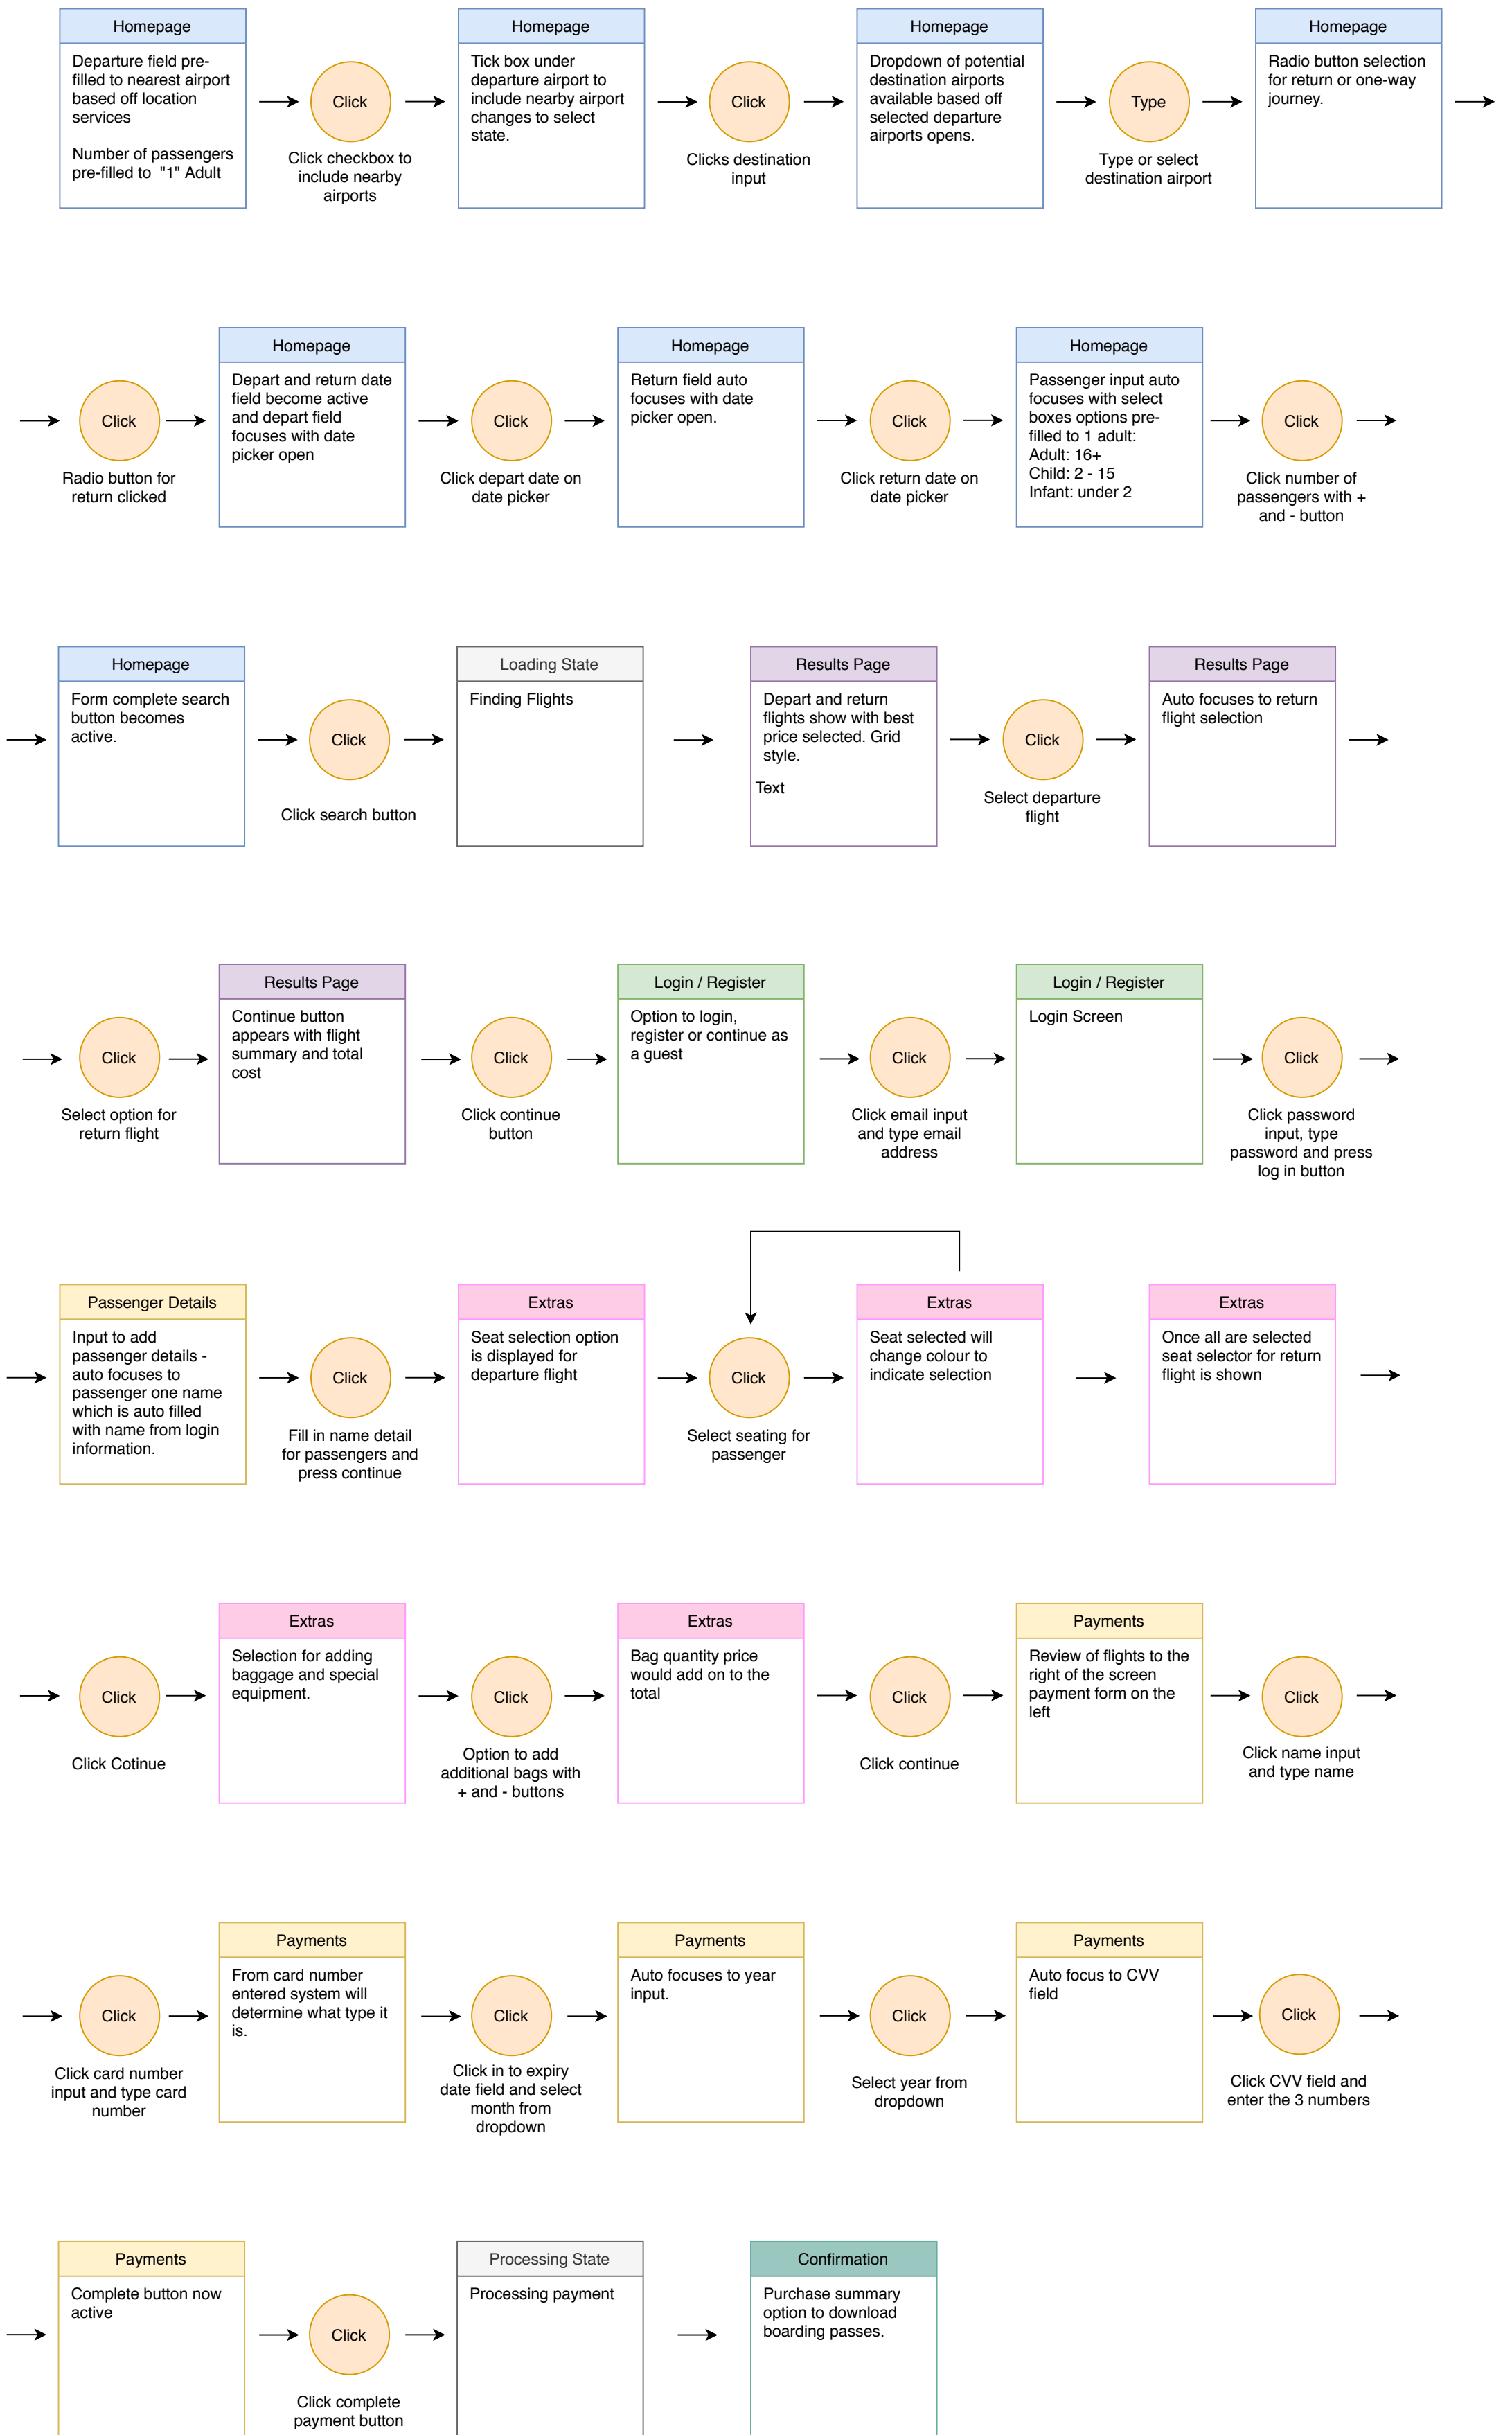 Homepage
Departure field pre-
filled to nearest airport
based off location
services
Number of passengers
pre-filled to "1" Adult
Click
Click checkbox to
include nearby
airports
Homepage
Tick box under
departure airport to
include nearby airport
changes to select
state.
Click
Clicks destination
input
Homepage
Dropdown of potential
destination airports
available based off
selected departure
airports opens.
Type
Type or select
destination airport
Homepage
Radio button selection
for return or one-way
journey.
Click
Radio button for
return clicked
Homepage
Depart and return date
field become active
and depart field
focuses with date
picker open
Click
Click depart date on
date picker
Homepage
Return field auto
focuses with date
picker open.
Click
Click return date on
date picker
Homepage
Passenger input auto
focuses with select
boxes options pre-
filled to 1 adult:
Adult: 16+
Child: 2 - 15
Infant: under 2
Click
Click number of
passengers with +
and - button
Homepage
Form complete search
button becomes
active.
Click
Click search button
Loading State
Finding Flights
Results Page
Depart and return
flights show with best
price selected. Grid
style.
Text
Click
Select departure
flight
Results Page
Auto focuses to return
flight selection
Click
Select option for
return flight
Results Page
Continue button
appears with flight
summary and total
cost
Click
Click continue
button
Login / Register
Option to login,
register or continue as
a guest
Click
Click email input
and type email
address
Login / Register
Login Screen
Click
Click password
input, type
password and press
log in button
Passenger Details
Input to add
passenger details -
auto focuses to
passenger one name
which is auto filled
with name from login
information.
Click
Fill in name detail
for passengers and
press continue
Extras
Seat selection option
is displayed for
departure flight
Click
Select seating for
passenger
Extras
Seat selected will
change colour to
indicate selection
Extras
Once all are selected
seat selector for return
flight is shown
Click
Click Cotinue
Extras
Selection for adding
baggage and special
equipment.
Click
Option to add
additional bags with
+ and - buttons
Extras
Bag quantity price
would add on to the
total
Click
Click continue
Payments
Review of flights to the
right of the screen
payment form on the
left
Click
Click name input
and type name
Click
Click card number
input and type card
number
Payments
From card number
entered system will
determine what type it
is.
Click
Click in to expiry
date field and select
month from
dropdown
Payments
Auto focuses to year
input.
Click
Select year from
dropdown
Payments
Auto focus to CVV
field
Click
Click CVV field and
enter the 3 numbers
Payments
Complete button now
active
Click
Click complete
payment button
Processing State
Processing payment
Confirmation
Purchase summary
option to download
boarding passes.